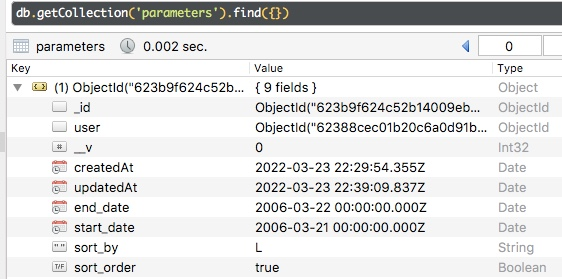 db.getCollection('parameters').find({})
parameters 0.002 sec. 0
Key Value Type
(1) ObjectId("623b9f624c52b... { 9 fields } Object
_id ObjectId("623b9f624c52b14009eb... ObjectId
user ObjectId("62388cec01b20c6a0d91b... ObjectId
# __v 0 Int32
createdAt 2022-03-23 22:29:54.355Z Date
updatedAt 2022-03-23 22:39:09.837Z Date
end_date 2006-03-22 00:00:00.000Z Date
start_date 2006-03-21 00:00:00.000Z Date
" " sort_by L String
T/F sort_order true Boolean